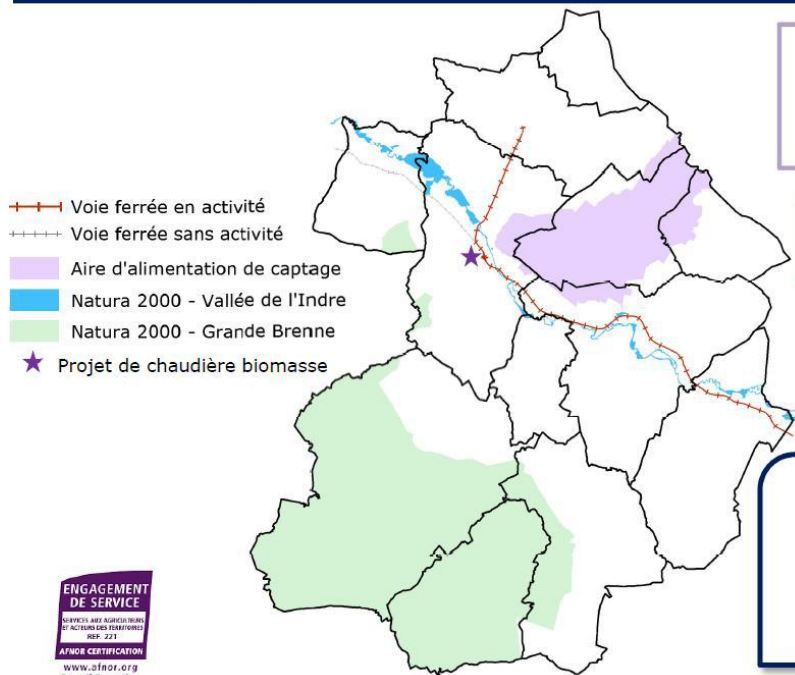 Voie ferrée en activité
Voie ferrée sans activité
Aire d'alimentation de captage
Natura 2000 - Vallée de l'Indre
Natura 2000 - Grande Brenne
Projet de chaudière biomasse
ENGAGEMENT
DE SERVICE
SERVICES AUX AGRICULTEURS
ET ACTEURS DES TERRITOIRES
REF. 221
AFNOR CERTIFICATION
www.afnor.org